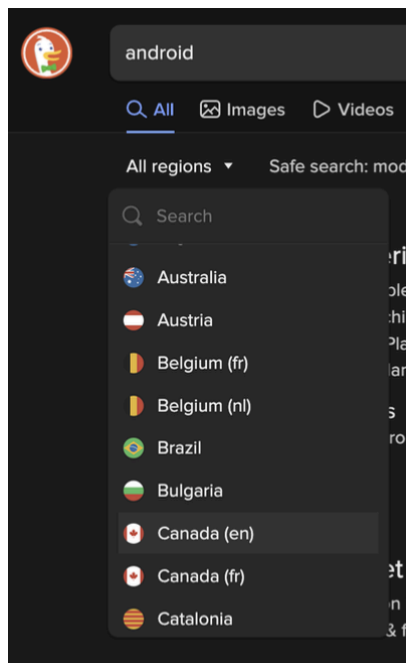 android
All Images Videos
All regions Safe search: mod
Search
Australia
Austria
Belgium (fr)
Belgium (nl)
Brazil
Bulgaria
Canada (en)
Canada (fr)
Catalonia